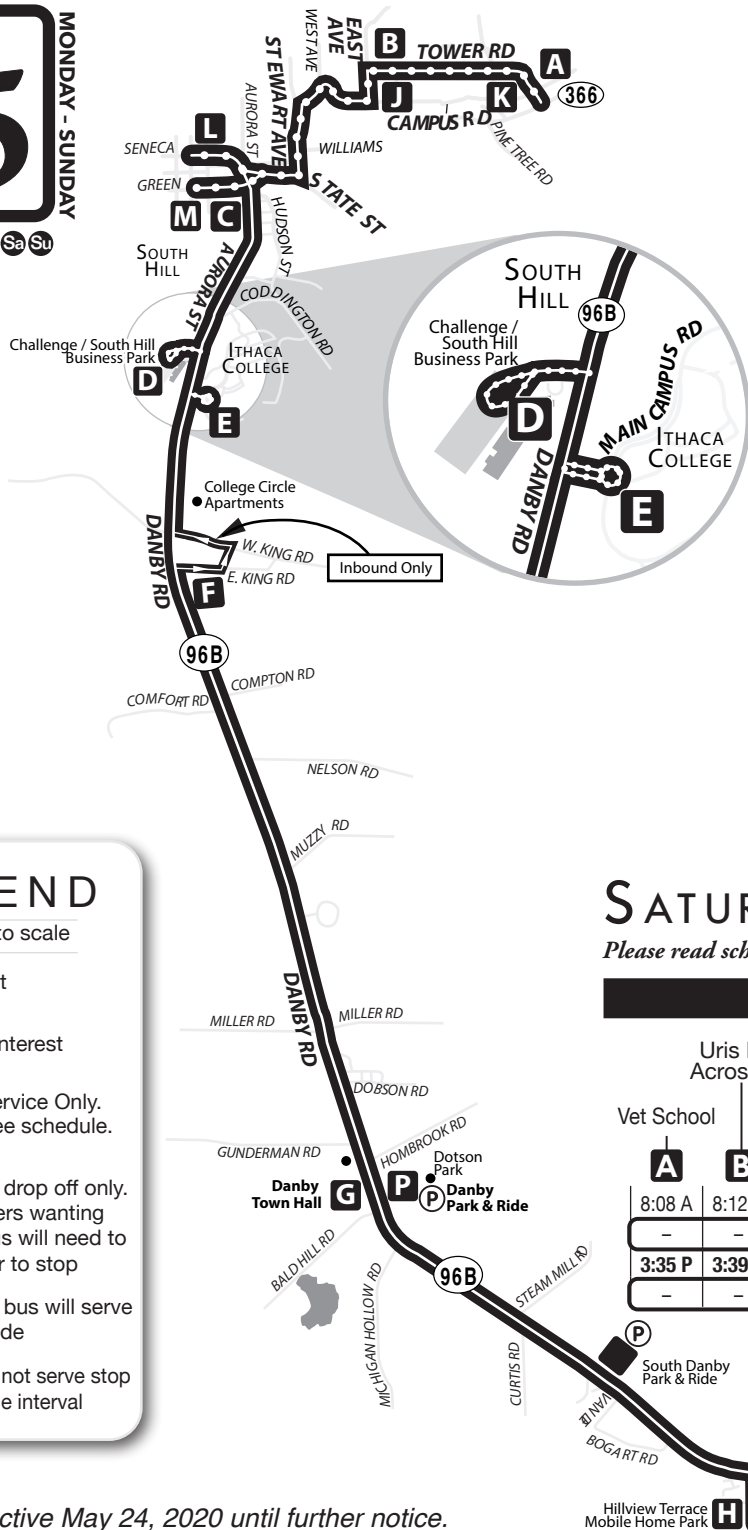 MONDAY - SUNDAY
5
Sa Su
WEST AVE
EAST AVE
B
TOWER RD
A
366
STEWART AVE
J
K
CAMPUS RD
PINE TREE RD
AURORA ST
L
SENECA
WILLIAMS
GREEN
STATE ST
M C
HUDSON ST
SOUTH HILL
AURORA ST
CODDINGTON RD
Challenge / South Hill
Business Park
D
ITHACA
COLLEGE
E
SOUTH
HILL
96B
Challenge /
South Hill
Business Park
D
MAIN CAMPUS RD
ITHACA
COLLEGE
DANBY RD
E
College Circle
Apartments
W. KING RD
Inbound Only
E. KING RD
DANBY RD
F
96B
COMPTON RD
COMFORT RD
NELSON RD
MUZZY RD
DANBY RD
MILLER RD
MILLER RD
DOBSON RD
GUNDERMAN RD
HOMBROOK RD
Dotson
Park
Danby
Town Hall
G
P
P
Danby
Park & Ride
BALD HILL RD
96B
MICHIGAN HOLLOW RD
STEAM MILL RD
CURTIS RD
P
South Danby
Park & Ride
BOGART RD
Hillview Terrace
Mobile Home Park
H
END
to scale
t
nterest
ervice Only.
ee schedule.
drop off only.
ers wanting
s will need to
r to stop
bus will serve
de
not serve stop
e interval
SATUR
Please read sch
Uris
Acros
Vet School
A B
8:08 A 8:12
– –
3:35 P 3:39
– –
ctive May 24, 2020 until further notice.